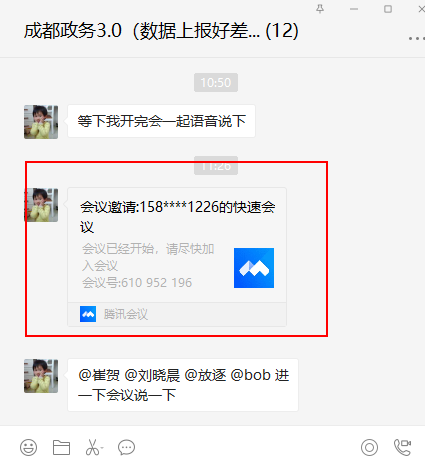 成都政务3.0（数据上报好差... (12)
10:50
等下我开完会一起语音说下
11:26
会议邀请:158****1226的快速会
议
会议已经开始，请尽快加
入会议
会议号:610 952 196
腾讯会议
@崔贺 @刘晓晨 @放逐 @bob 进
一下会议说一下